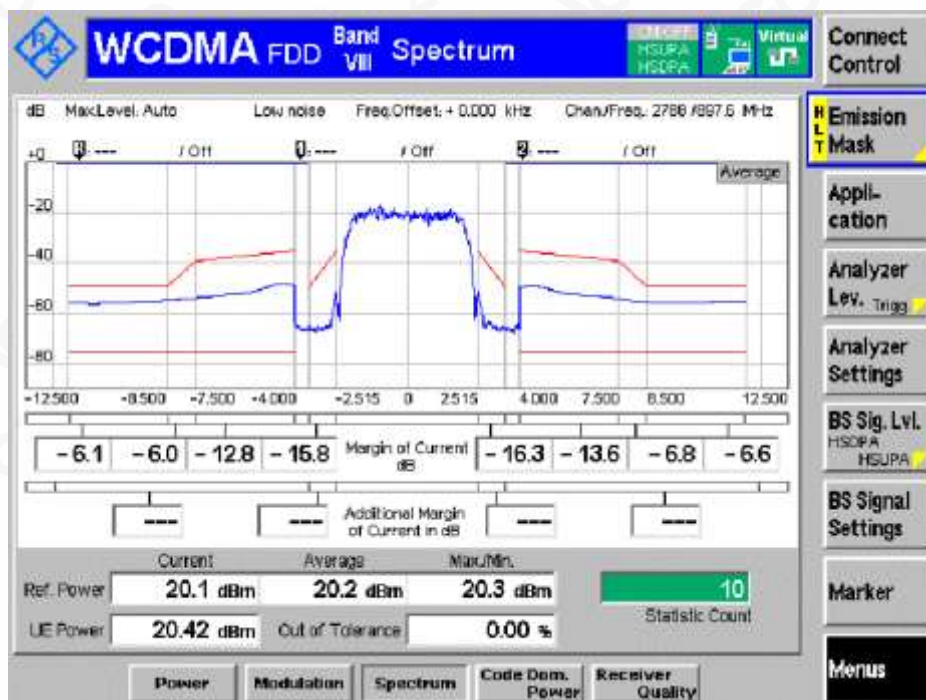 R S
WCDMA FDD Band VIII Spectrum
HSUPA
HSDPA
Virtual
Connect Control
dB Max.Level: Auto Low noise Freq.Offset: + 0.000 kHz Chan./Freq.: 2788 /897.6 MHz
HLT
Emission Mask
+0 3: --- / Off 1: --- / Off 2: --- / Off
Average
-20
-40
-60
-80
-12.500 -8.500 -7.500 -4.000 -2.515 0 2.515 4.000 7.500 8.500 12.500
Appli-
cation
Analyzer
Lev. Trigg
Analyzer
Settings
- 6.1 - 6.0 - 12.8 - 15.8 Margin of Current dB - 16.3 - 13.6 - 6.8 - 6.6
BS Sig. Lvl.
HSDPA
HSUPA
--- --- Additional Margin of Current in dB --- ---
BS Signal
Settings
Current Average Max./Min.
Ref. Power 20.1 dBm 20.2 dBm 20.3 dBm 10
Statistic Count
Marker
UE Power 20.42 dBm Out of Tolerance 0.00 %
Power Modulation Spectrum Code Dom. Power Receiver Quality
Menus